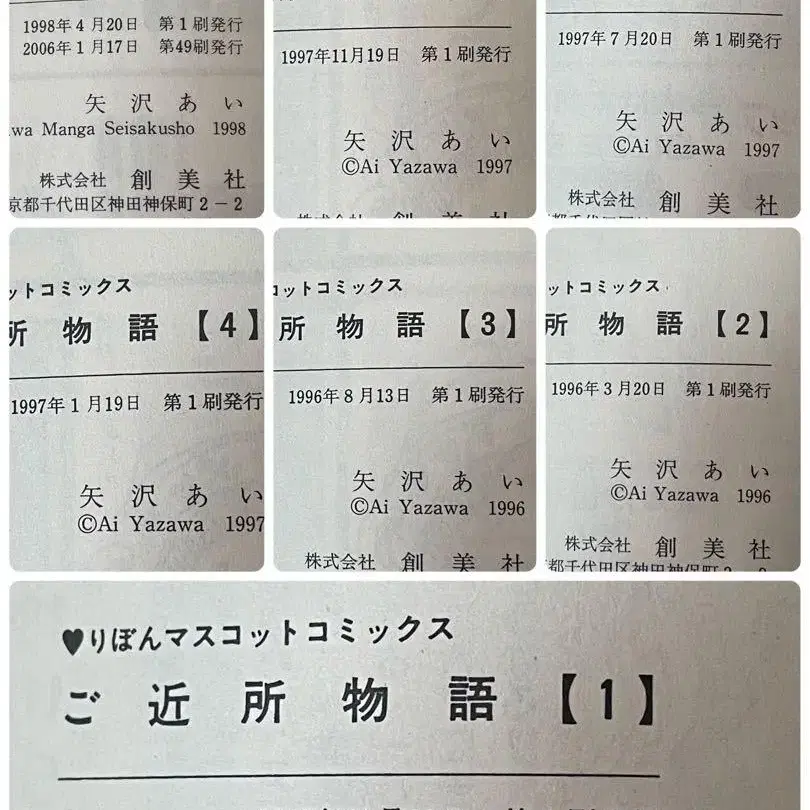 1998年4月20日 第1刷発行
2006年1月17日 第49刷発行
矢沢あい
wa Manga Seisakusho 1998
株式会社 創美社
京都千代田区神田神保町2-2
1997年11月19日 第1刷発行
矢沢あい
©Ai Yazawa 1997
1997年7月20日 第1刷発行
矢沢あい
©Ai Yazawa 1997
株式会社 創美社
ットコミックス
所物語【4】
1997年1月19日 第1刷発行
矢沢あい
©Ai Yazawa 1997
コットコミックス
所物語【3】
1996年8月13日 第1刷発行
矢沢あい
©Ai Yazawa 1996
株式会社 創美社
ットコミックス
所物語【2】
1996年3月20日 第1刷発行
矢沢あい
©Ai Yazawa 1996
株式会社 創美社
都千代田区神田神保町
♥りぼんマスコットコミックス
ご近所物語【1】